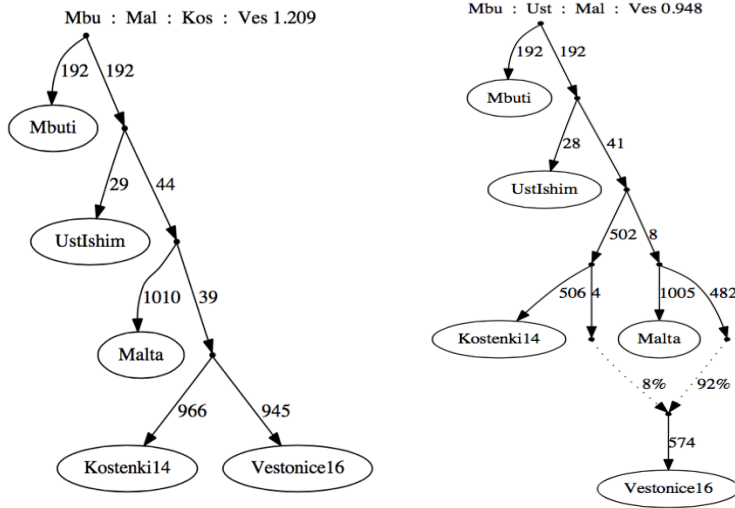 Mbu : Mal : Kos : Ves 1.209
192
192
Mbuti
29
44
UstIshim
1010
39
Malta
966
945
Kostenki14
Vestonice16
Mbu : Ust : Mal : Ves 0.948
192
192
Mbuti
28
41
UstIshim
502
8
506
4
1005
482
Kostenki14
Malta
8%
92%
574
Vestonice16